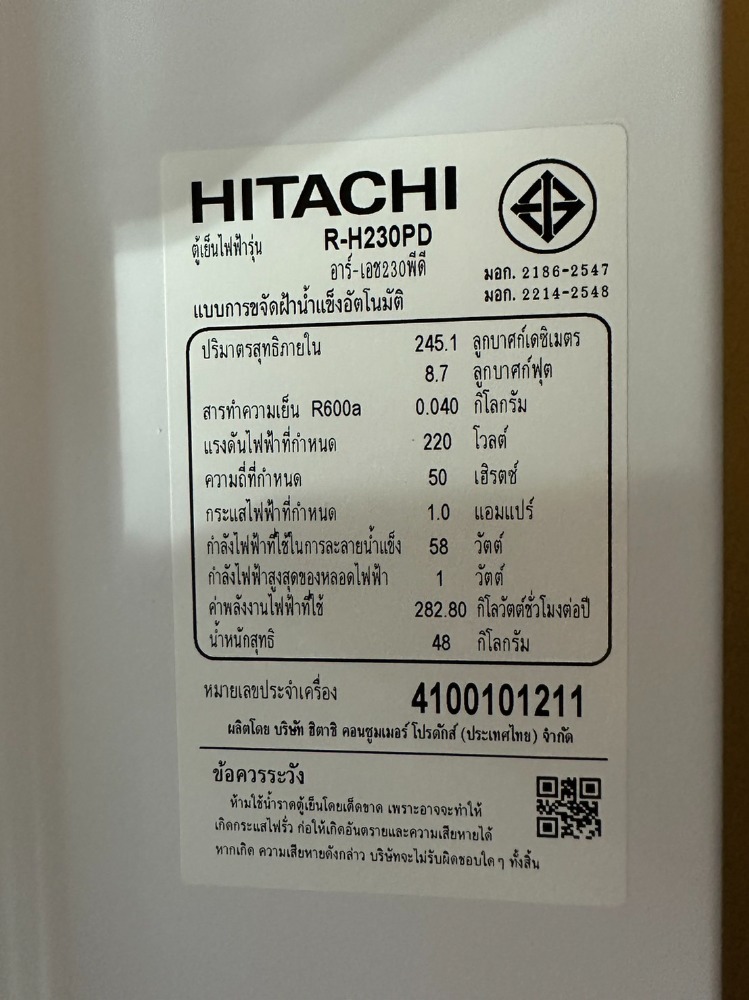 HITACHI
ตู้เย็นไฟฟ้ารุ่น R-H230PD
อาร์-เอช230พีดี
มอก. 2186-2547
แบบการขจัดฝ้าน้ำแข็งอัตโนมัติ มอก. 2214-2548
ปริมาตรสุทธิภายใน 245.1 ลูกบาศก์เดซิเมตร
8.7 ลูกบาศก์ฟุต
สารทำความเย็น R600a 0.040 กิโลกรัม
แรงดันไฟฟ้าที่กำหนด 220 โวลต์
ความถี่ที่กำหนด 50 เฮิรตซ์
กระแสไฟฟ้าที่กำหนด 1.0 แอมแปร์
กำลังไฟฟ้าที่ใช้ในการละลายน้ำแข็ง 58 วัตต์
กำลังไฟฟ้าสูงสุดของหลอดไฟฟ้า 1 วัตต์
ค่าพลังงานไฟฟ้าที่ใช้ 282.80 กิโลวัตต์ชั่วโมงต่อปี
น้ำหนักสุทธิ 48 กิโลกรัม
หมายเลขประจำเครื่อง 4100101211
ผลิตโดย บริษัท ฮิตาชิ คอนซูมเมอร์ โปรดักส์ (ประเทศไทย) จำกัด
ข้อควรระวัง
ห้ามใช้น้ำราดตู้เย็นโดยเด็ดขาด เพราะอาจจะทำให้
เกิดกระแสไฟรั่ว ก่อให้เกิดอันตรายและความเสียหายได้
หากเกิด ความเสียหายดังกล่าว บริษัทจะไม่รับผิดชอบใด ๆ ทั้งสิ้น